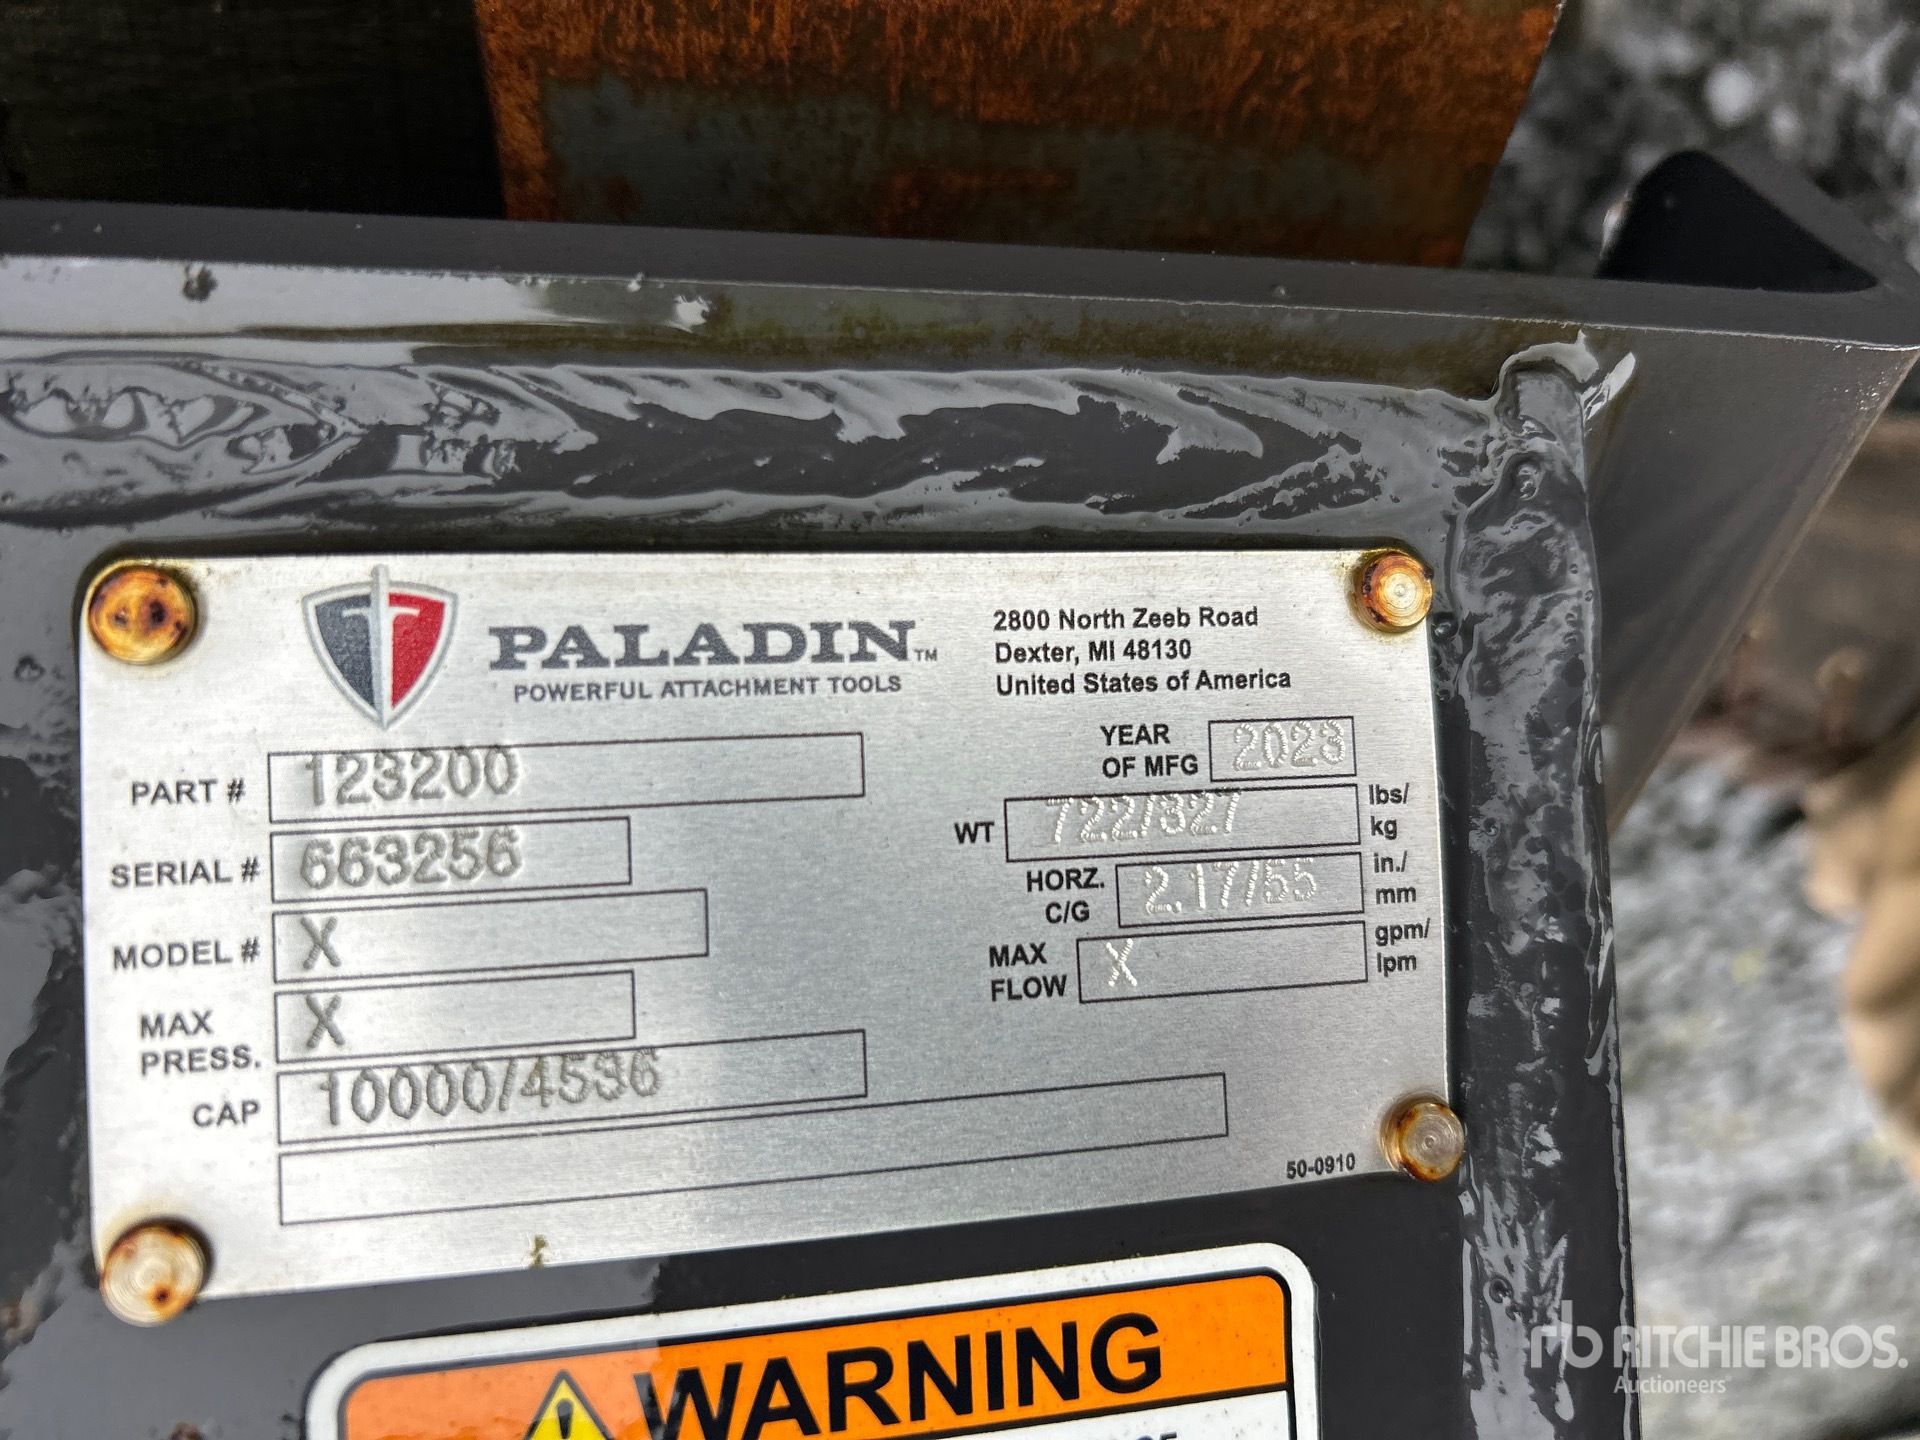 PALADIN™
POWERFUL ATTACHMENT TOOLS
2800 North Zeeb Road
Dexter, MI 48130
United States of America
PART # 123200
SERIAL # 663256
MODEL # X
MAX
PRESS. X
CAP 10000/4536
YEAR
OF MFG 2023
WT 722/327 lbs/
kg
HORZ.
C/G 2.17/55 in./
mm
MAX
FLOW X gpm/
lpm
50-0910
WARNING
RITCHIE BROS.
Auctioneers